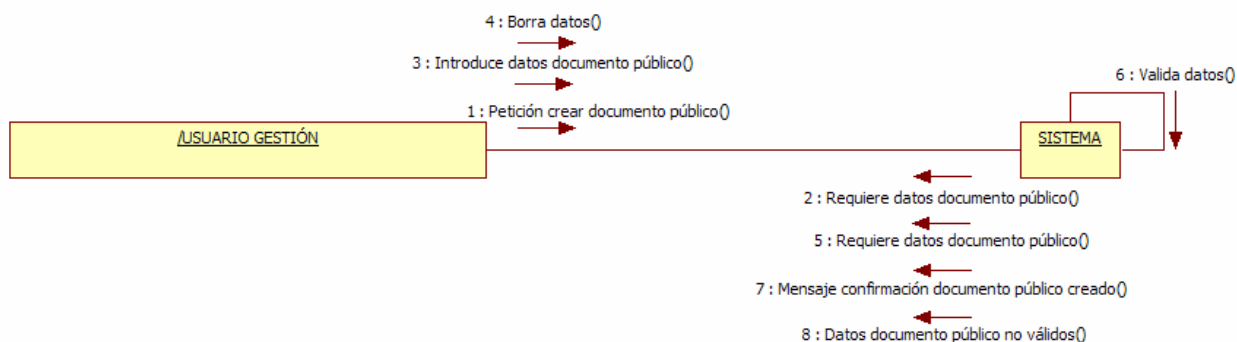 4 : Borra datos()
3 : Introduce datos documento público()
6 : Valida datos()
1 : Petición crear documento público()
/USUARIO GESTIÓN
SISTEMA
2 : Requiere datos documento público()
5 : Requiere datos documento público()
7 : Mensaje confirmación documento público creado()
8 : Datos documento público no válidos()